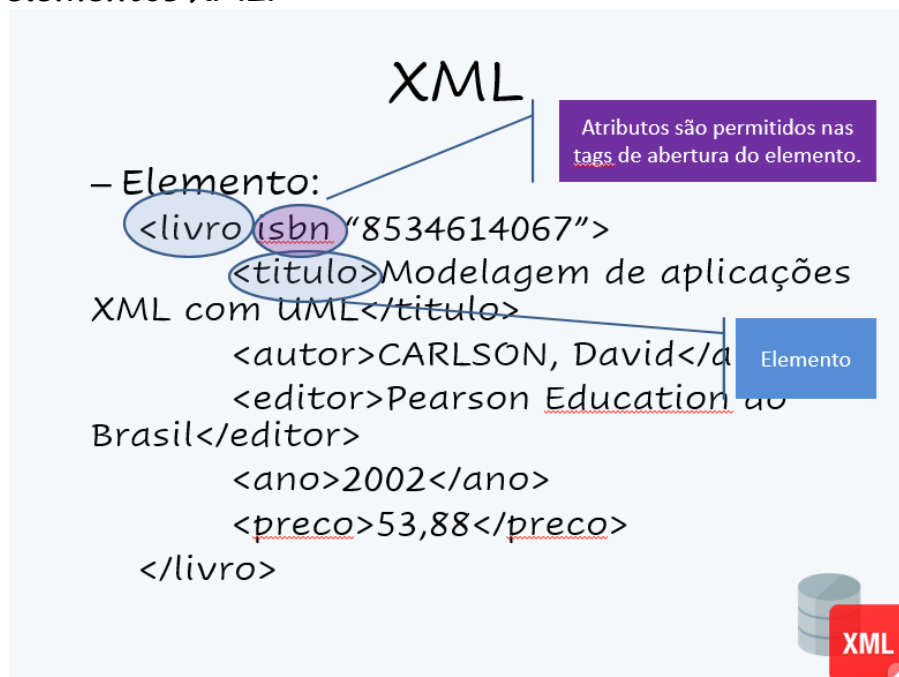 elementos XML.
XML
Atributos são permitidos nas
tags de abertura do elemento.
– Elemento:
<livro isbn “8534614067”>
<titulo>Modelagem de aplicações
XML com UML</titulo>
<autor>CARLSON, David</a
Elemento
<editor>Pearson Education do
Brasil</editor>
<ano>2002</ano>
<preco>53,88</preco>
</livro>
XML